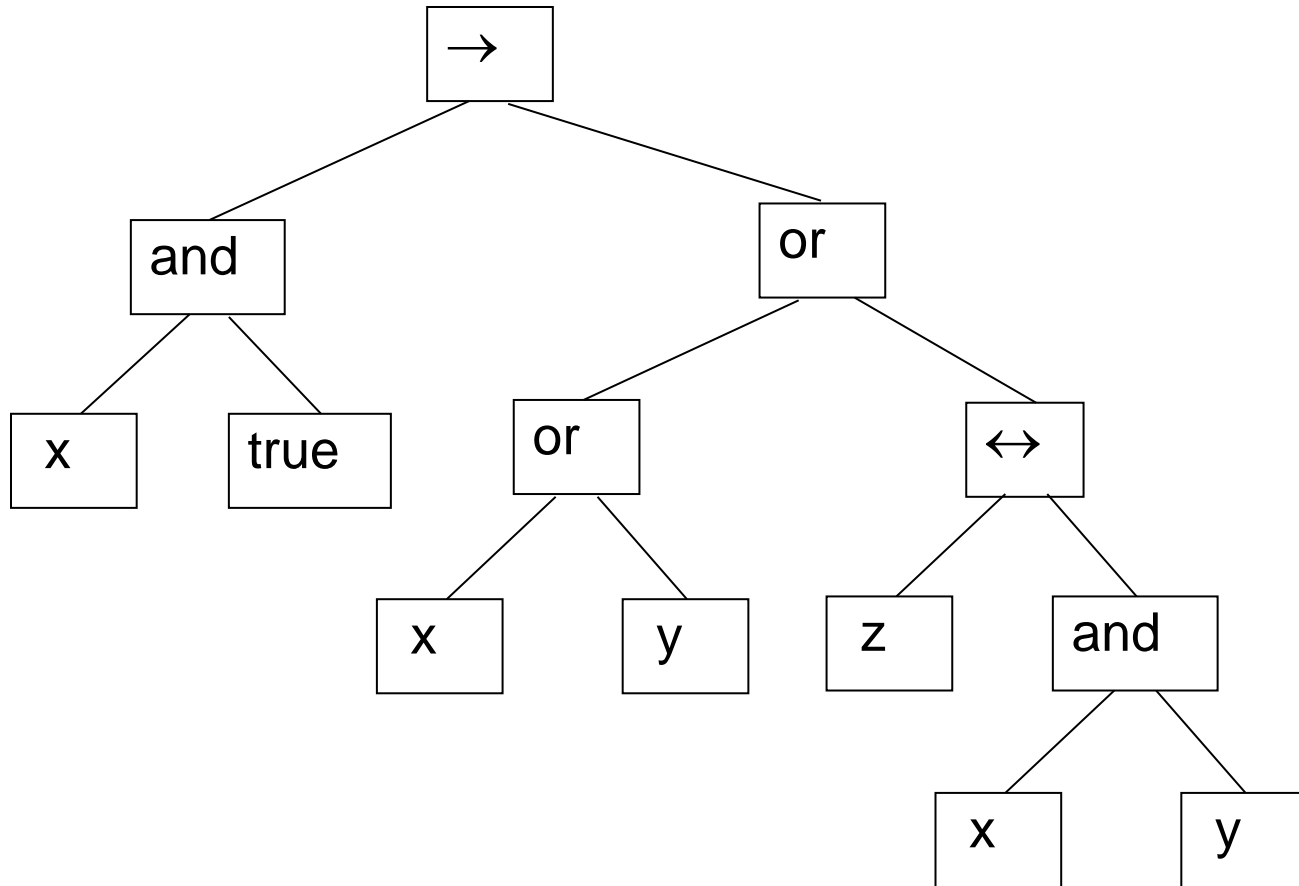 →
and
or
x
true
or
↔
x
y
z
and
x
y